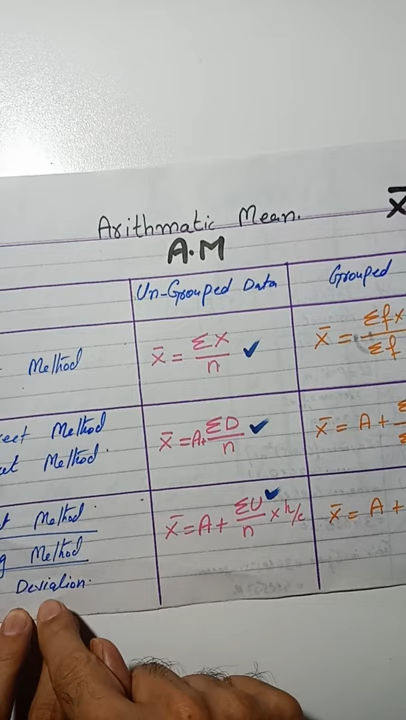 X̄
Arithmatic Mean.
A.M
Un-Grouped Data
Grouped
Method
X̄ = ΣX/n ✓
X̄ = Σfx/Σf
Method
X̄ = A+ ΣD/n ✓
X̄ = A +
Method.
Method.
X̄ = A + ΣU/n × h/c ✓
X̄ = A +
Method
Deviation.